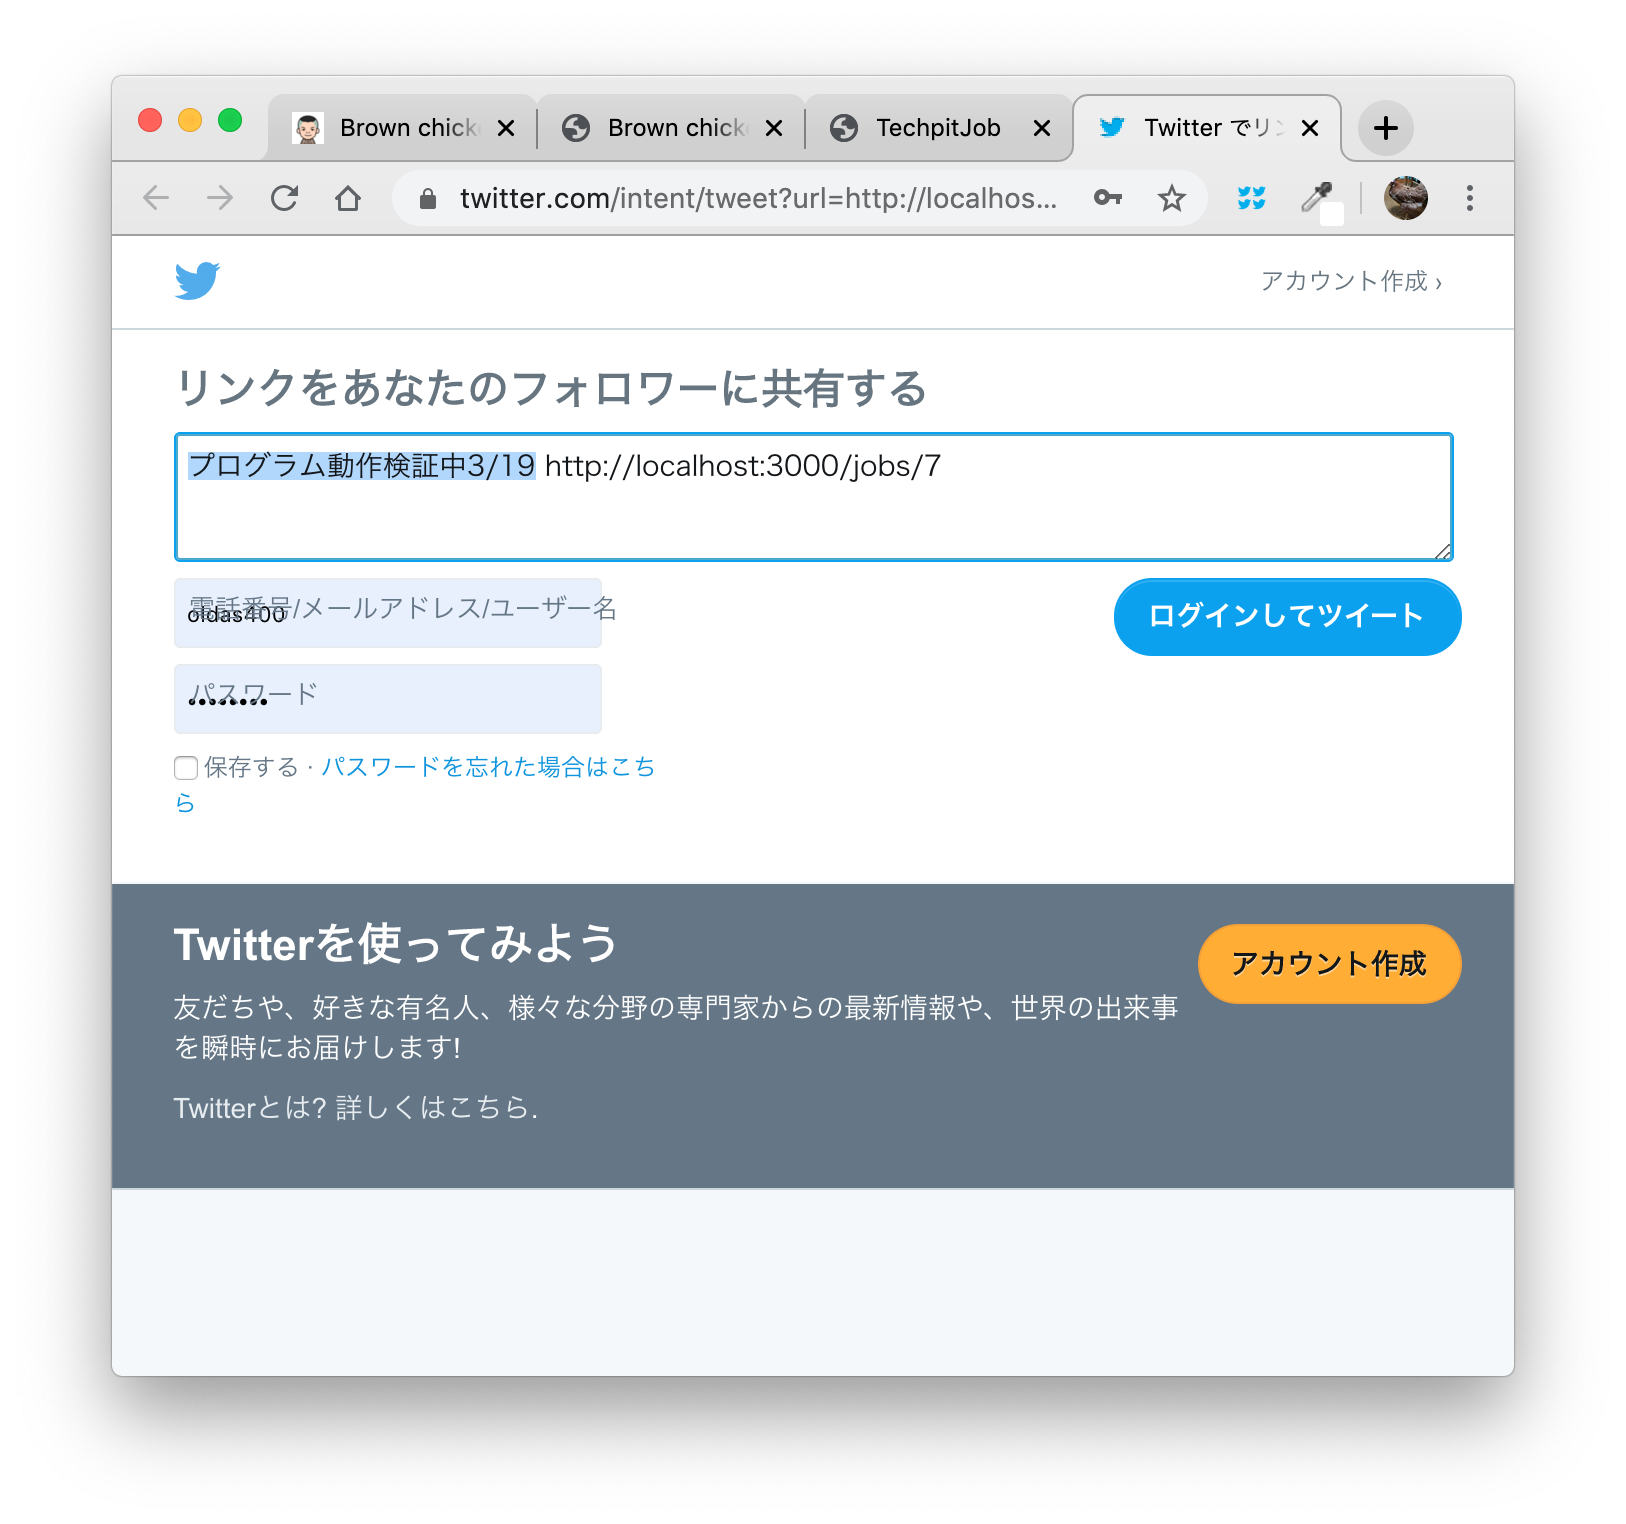 Brown chick
Brown chick
TechpitJob
Twitter でリン
twitter.com/intent/tweet?url=http://localhos...
アカウント作成 ›
リンクをあなたのフォロワーに共有する
プログラム動作検証中3/19 http://localhost:3000/jobs/7
電話番号/メールアドレス/ユーザー名
oldas400
ログインしてツイート
パスワード
保存する · パスワードを忘れた場合はこち
ら
Twitterを使ってみよう
アカウント作成
友だちや、好きな有名人、様々な分野の専門家からの最新情報や、世界の出来事
を瞬時にお届けします!
Twitterとは? 詳しくはこちら.